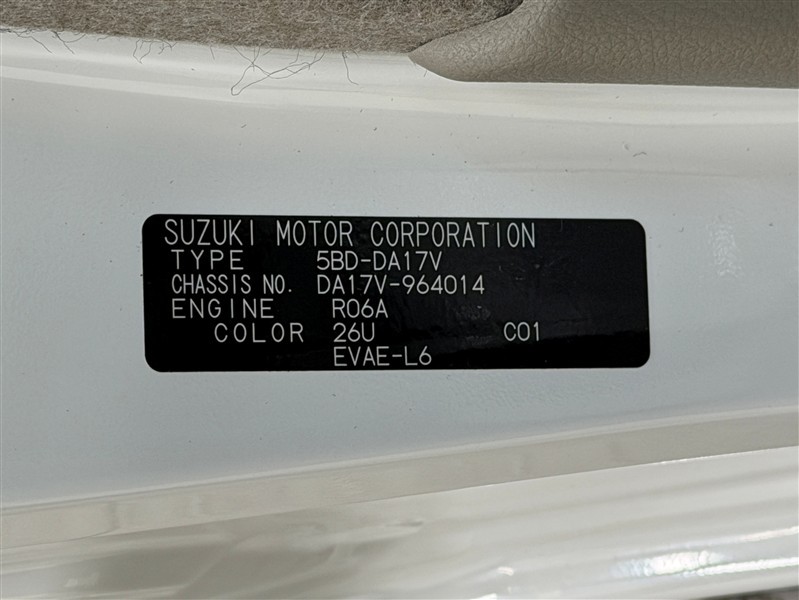 SUZUKI MOTOR CORPORATION
TYPE 5BD-DA17V
CHASSIS NO. DA17V-964014
ENGINE R06A
COLOR 26U C01
EVAE-L6